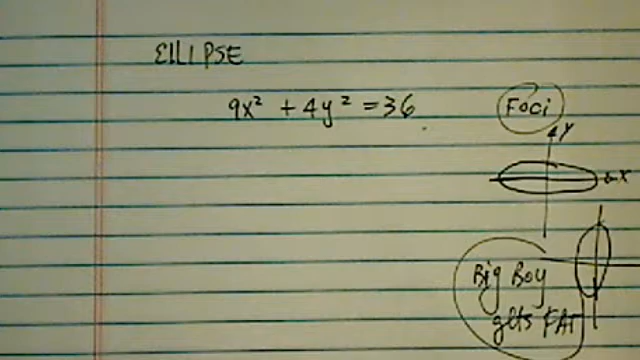 ELLIPSE
9x² + 4y² = 36
Foci
y
x
Big Boy
gets FAT